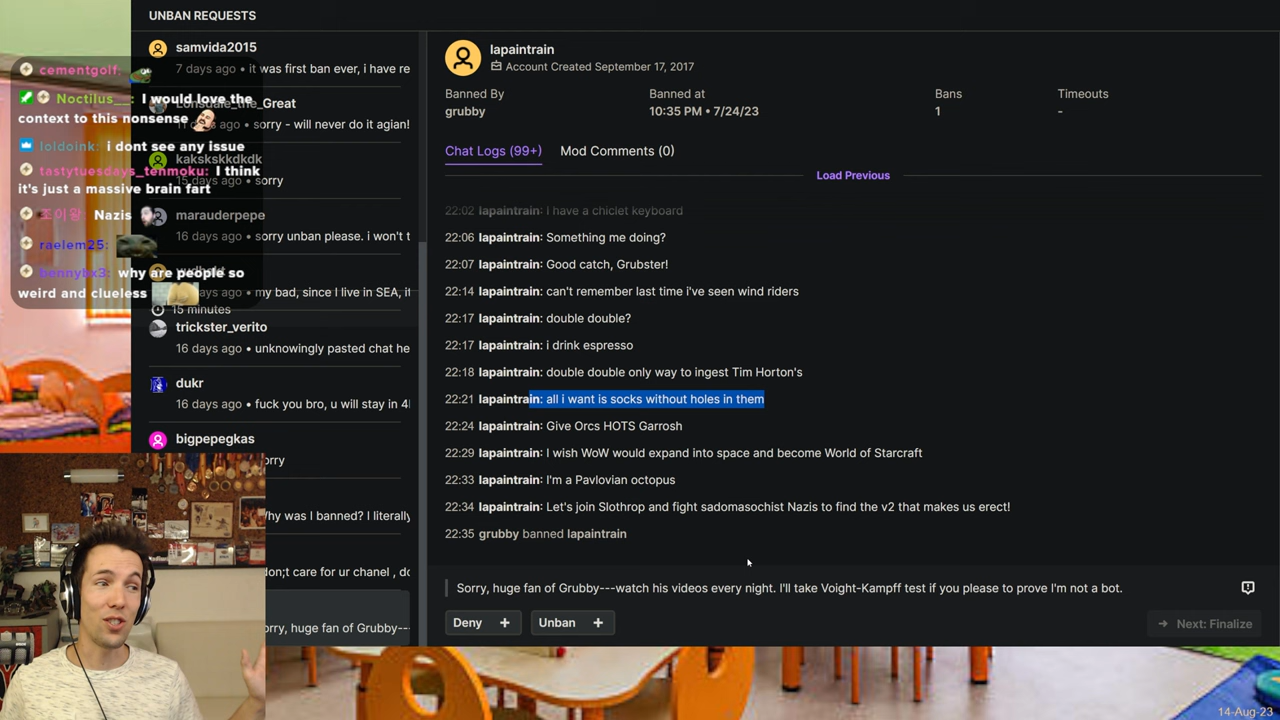 UNBAN REQUESTS
samvida2015
7 days ago • it was first ban ever, i have re
the_Great
sorry - will never do it agian!
kakskskkdkdk
15 days ago • sorry
marauderpepe
16 days ago • sorry unban please. i won't t
days ago • my bad, since I live in SEA, it
15 minutes
trickster_verito
16 days ago • unknowingly pasted chat he
dukr
16 days ago • fuck you bro, u will stay in 4l
bigpepegkas
orry
Why was I banned? I literally
don;t care for ur chanel , do
orry, huge fan of Grubby--
cementgolf:
Noctilus__: I would love the
context to this nonsense
loldoink: i dont see any issue
tastytuesdays_tenmoku: I think
it's just a massive brain fart
조이왕: Nazis
raelem25:
bennybx3: why are people so
weird and clueless
lapaintrain
Account Created September 17, 2017
Banned By
grubby
Banned at
10:35 PM • 7/24/23
Bans
1
Timeouts
-
Chat Logs (99+)
Mod Comments (0)
Load Previous
22:02 lapaintrain: I have a chiclet keyboard
22:06 lapaintrain: Something me doing?
22:07 lapaintrain: Good catch, Grubster!
22:14 lapaintrain: can't remember last time i've seen wind riders
22:17 lapaintrain: double double?
22:17 lapaintrain: i drink espresso
22:18 lapaintrain: double double only way to ingest Tim Horton's
22:21 lapaintrain: all i want is socks without holes in them
22:24 lapaintrain: Give Orcs HOTS Garrosh
22:29 lapaintrain: I wish WoW would expand into space and become World of Starcraft
22:33 lapaintrain: I'm a Pavlovian octopus
22:34 lapaintrain: Let's join Slothrop and fight sadomasochist Nazis to find the v2 that makes us erect!
22:35 grubby banned lapaintrain
Sorry, huge fan of Grubby---watch his videos every night. I'll take Voight-Kampff test if you please to prove I'm not a bot.
Deny +
Unban +
Next: Finalize
14-Aug-23